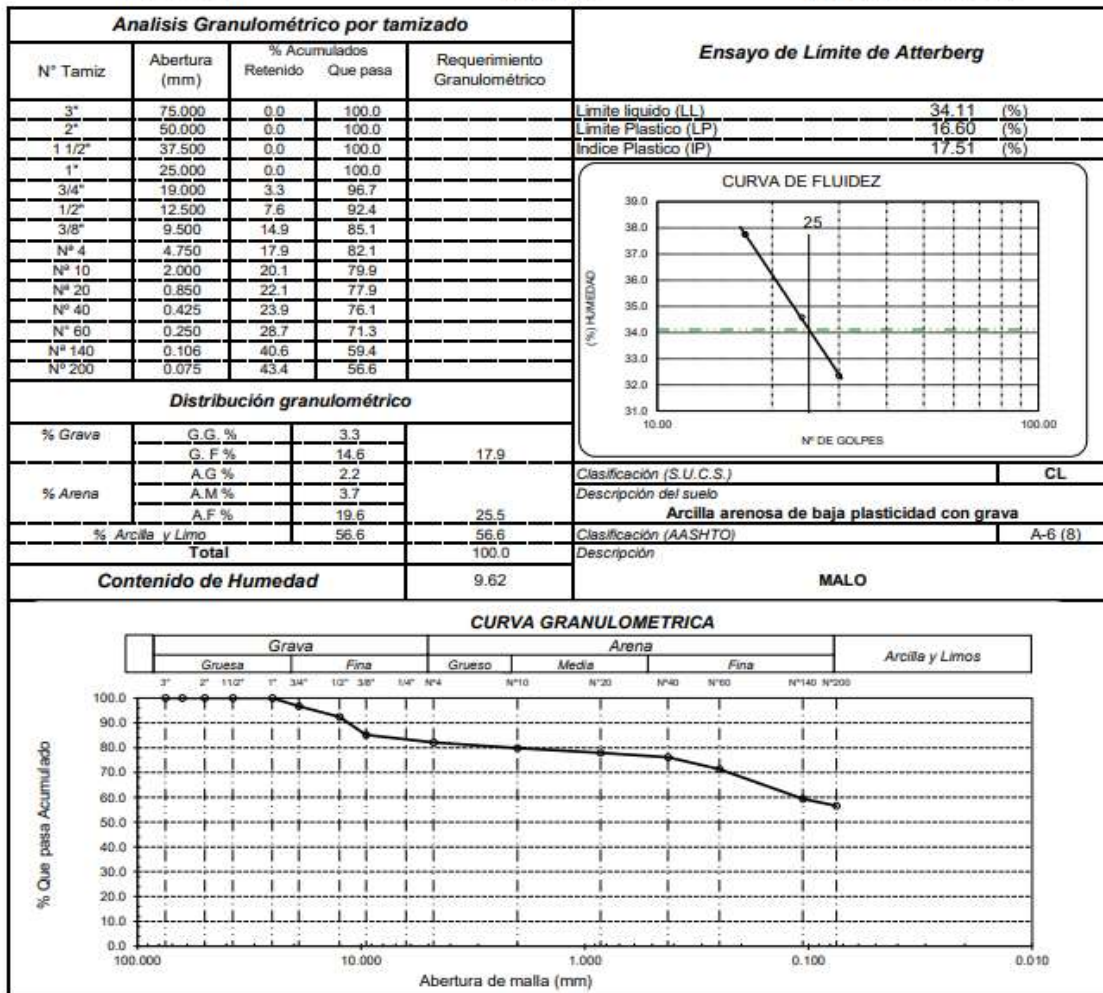 Analisis Granulométrico por tamizado
N° Tamiz Abertura (mm) % Acumulados Retenido Que pasa Requerimiento Granulométrico
3" 75.000 0.0 100.0
2" 50.000 0.0 100.0
1 1/2" 37.500 0.0 100.0
1" 25.000 0.0 100.0
3/4" 19.000 3.3 96.7
1/2" 12.500 7.6 92.4
3/8" 9.500 14.9 85.1
Nª 4 4.750 17.9 82.1
Nª 10 2.000 20.1 79.9
Nª 20 0.850 22.1 77.9
Nª 40 0.425 23.9 76.1
N° 60 0.250 28.7 71.3
Nª 140 0.106 40.6 59.4
Nº 200 0.075 43.4 56.6
Distribución granulométrico
% Grava G.G. % 3.3
G. F % 14.6 17.9
A.G % 2.2
% Arena A.M % 3.7
A.F % 19.6 25.5
% Arcilla y Limo 56.6 56.6
Total 100.0
Contenido de Humedad 9.62
Ensayo de Límite de Atterberg
Limite liquido (LL) 34.11 (%)
Limite Plastico (LP) 16.60 (%)
Indice Plastico (IP) 17.51 (%)
CURVA DE FLUIDEZ
25
(%) HUMEDAD
39.0
38.0
37.0
36.0
35.0
34.0
33.0
32.0
31.0
10.00 100.00
Nº DE GOLPES
Clasificación (S.U.C.S.) CL
Descripción del suelo
Arcilla arenosa de baja plasticidad con grava
Clasificación (AASHTO) A-6 (8)
Descripción
MALO
CURVA GRANULOMETRICA
Grava Arena Arcilla y Limos
Gruesa Fina Grueso Media Fina
3" 2" 11/2" 1" 3/4" 1/2" 3/8" 1/4" N°4 N°10 N°20 N°40 N°60 N°140 N°200
% Que pasa Acumulado
100.0
90.0
80.0
70.0
60.0
50.0
40.0
30.0
20.0
10.0
0.0
100.000 10.000 1.000 0.100 0.010
Abertura de malla (mm)